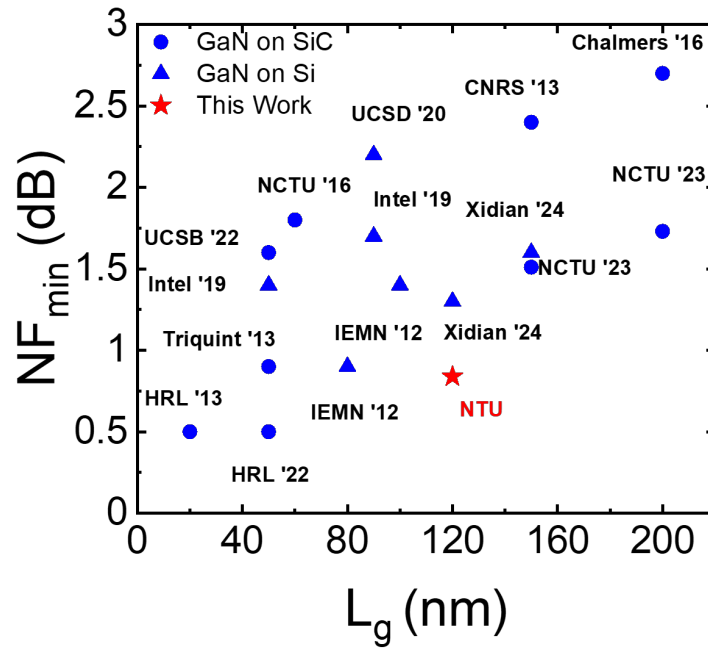 3
2.5
2
1.5
1
0.5
0
NF_min (dB)
GaN on SiC
GaN on Si
This Work
Chalmers '16
CNRS '13
UCSD '20
NCTU '16
Intel '19
NCTU '23
Xidian '24
UCSB '22
NCTU '23
Intel '19
Triquint '13
IEMN '12
Xidian '24
HRL '13
IEMN '12
NTU
HRL '22
0 40 80 120 160 200
L_g (nm)